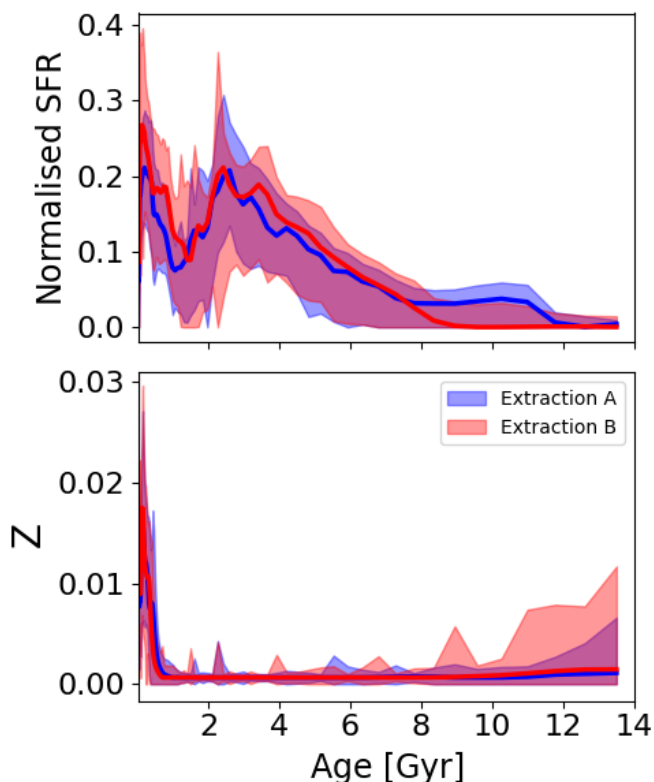 0.4
0.3
0.2
0.1
0.0
Normalised SFR
0.03
0.02
0.01
0.00
Z
Extraction A
Extraction B
2 4 6 8 10 12 14
Age [Gyr]